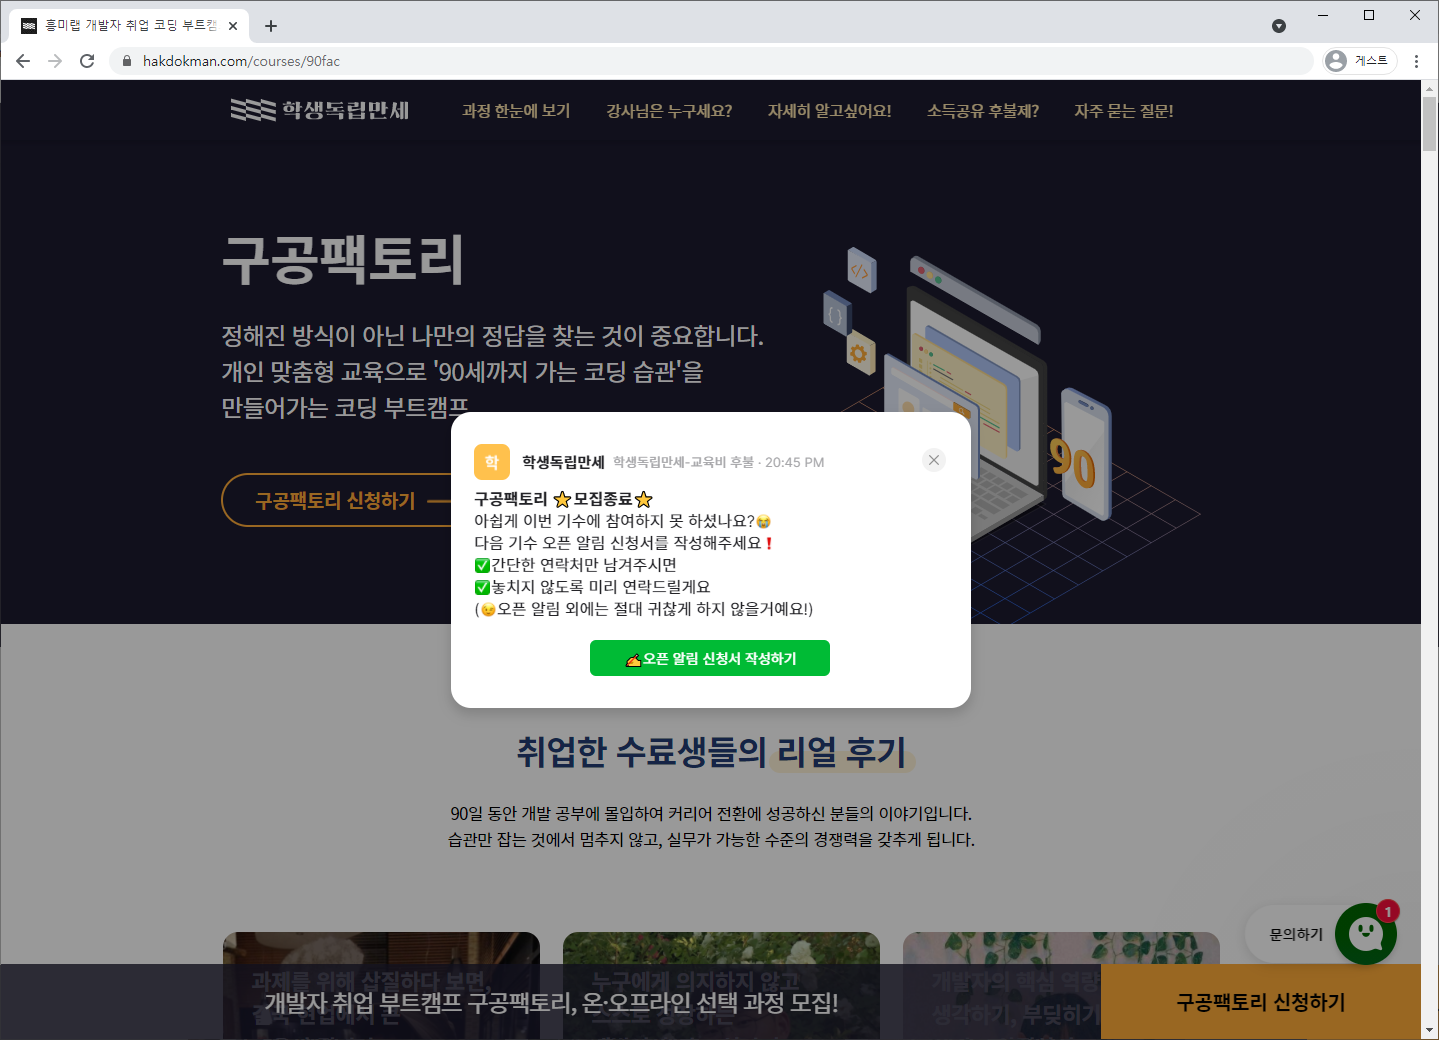 흥미랩 개발자 취업 코딩 부트캠
hakdokman.com/courses/90fac
게스트
학생독립만세
과정 한눈에 보기
강사님은 누구세요?
자세히 알고싶어요!
소득공유 후불제?
자주 묻는 질문!
구공팩토리
정해진 방식이 아닌 나만의 정답을 찾는 것이 중요합니다.
개인 맞춤형 교육으로 '90세까지 가는 코딩 습관'을
만들어가는 코딩 부트캠프
구공팩토리 신청하기
</>
{ }
90
학
학생독립만세 학생독립만세-교육비 후불 · 20:45 PM
구공팩토리 ⭐모집종료⭐
아쉽게 이번 기수에 참여하지 못 하셨나요?😭
다음 기수 오픈 알림 신청서를 작성해주세요❗
✅간단한 연락처만 남겨주시면
✅놓치지 않도록 미리 연락드릴게요
(😉오픈 알림 외에는 절대 귀찮게 하지 않을거예요!)
✍오픈 알림 신청서 작성하기
취업한 수료생들의 리얼 후기
90일 동안 개발 공부에 몰입하여 커리어 전환에 성공하신 분들의 이야기입니다.
습관만 잡는 것에서 멈추지 않고, 실무가 가능한 수준의 경쟁력을 갖추게 됩니다.
문의하기
1
과제를 위해 삽질하다 보면,
누구에게 의지하지 않고
개발자의 핵심 역량
생각하기, 부딪히기
개발자 취업 부트캠프 구공팩토리, 온·오프라인 선택 과정 모집!
구공팩토리 신청하기